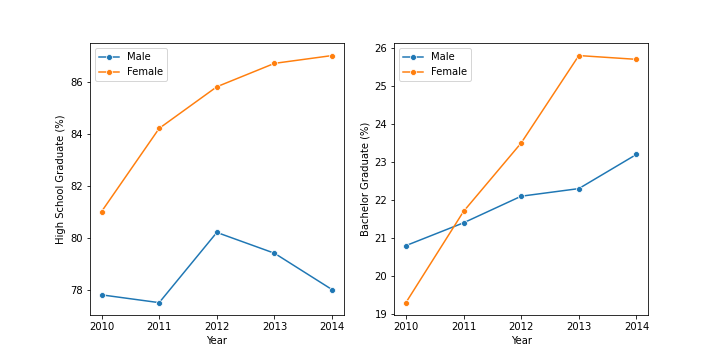 Male
Female
High School Graduate (%)
86
84
82
80
78
2010 2011 2012 2013 2014
Year
Male
Female
Bachelor Graduate (%)
26
25
24
23
22
21
20
19
2010 2011 2012 2013 2014
Year